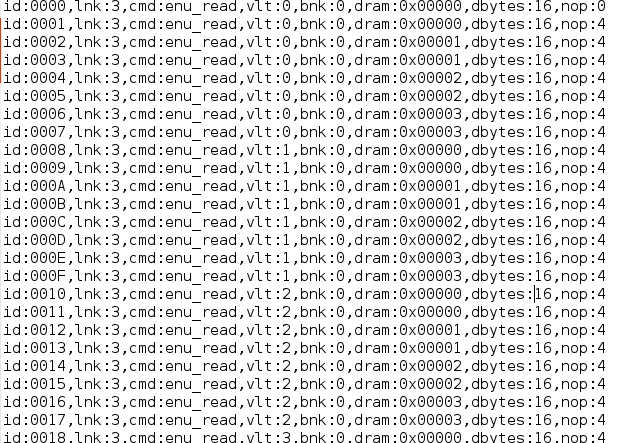 id:0000,lnk:3,cmd:enu_read,vlt:0,bnk:0,dram:0x00000,dbytes:16,nop:0
id:0001,lnk:3,cmd:enu_read,vlt:0,bnk:0,dram:0x00000,dbytes:16,nop:4
id:0002,lnk:3,cmd:enu_read,vlt:0,bnk:0,dram:0x00001,dbytes:16,nop:4
id:0003,lnk:3,cmd:enu_read,vlt:0,bnk:0,dram:0x00001,dbytes:16,nop:4
id:0004,lnk:3,cmd:enu_read,vlt:0,bnk:0,dram:0x00002,dbytes:16,nop:4
id:0005,lnk:3,cmd:enu_read,vlt:0,bnk:0,dram:0x00002,dbytes:16,nop:4
id:0006,lnk:3,cmd:enu_read,vlt:0,bnk:0,dram:0x00003,dbytes:16,nop:4
id:0007,lnk:3,cmd:enu_read,vlt:0,bnk:0,dram:0x00003,dbytes:16,nop:4
id:0008,lnk:3,cmd:enu_read,vlt:1,bnk:0,dram:0x00000,dbytes:16,nop:4
id:0009,lnk:3,cmd:enu_read,vlt:1,bnk:0,dram:0x00000,dbytes:16,nop:4
id:000A,lnk:3,cmd:enu_read,vlt:1,bnk:0,dram:0x00001,dbytes:16,nop:4
id:000B,lnk:3,cmd:enu_read,vlt:1,bnk:0,dram:0x00001,dbytes:16,nop:4
id:000C,lnk:3,cmd:enu_read,vlt:1,bnk:0,dram:0x00002,dbytes:16,nop:4
id:000D,lnk:3,cmd:enu_read,vlt:1,bnk:0,dram:0x00002,dbytes:16,nop:4
id:000E,lnk:3,cmd:enu_read,vlt:1,bnk:0,dram:0x00003,dbytes:16,nop:4
id:000F,lnk:3,cmd:enu_read,vlt:1,bnk:0,dram:0x00003,dbytes:16,nop:4
id:0010,lnk:3,cmd:enu_read,vlt:2,bnk:0,dram:0x00000,dbytes:16,nop:4
id:0011,lnk:3,cmd:enu_read,vlt:2,bnk:0,dram:0x00000,dbytes:16,nop:4
id:0012,lnk:3,cmd:enu_read,vlt:2,bnk:0,dram:0x00001,dbytes:16,nop:4
id:0013,lnk:3,cmd:enu_read,vlt:2,bnk:0,dram:0x00001,dbytes:16,nop:4
id:0014,lnk:3,cmd:enu_read,vlt:2,bnk:0,dram:0x00002,dbytes:16,nop:4
id:0015,lnk:3,cmd:enu_read,vlt:2,bnk:0,dram:0x00002,dbytes:16,nop:4
id:0016,lnk:3,cmd:enu_read,vlt:2,bnk:0,dram:0x00003,dbytes:16,nop:4
id:0017,lnk:3,cmd:enu_read,vlt:2,bnk:0,dram:0x00003,dbytes:16,nop:4
id:0018,lnk:3,cmd:enu_read,vlt:3,bnk:0,dram:0x00000,dbytes:16,nop:4